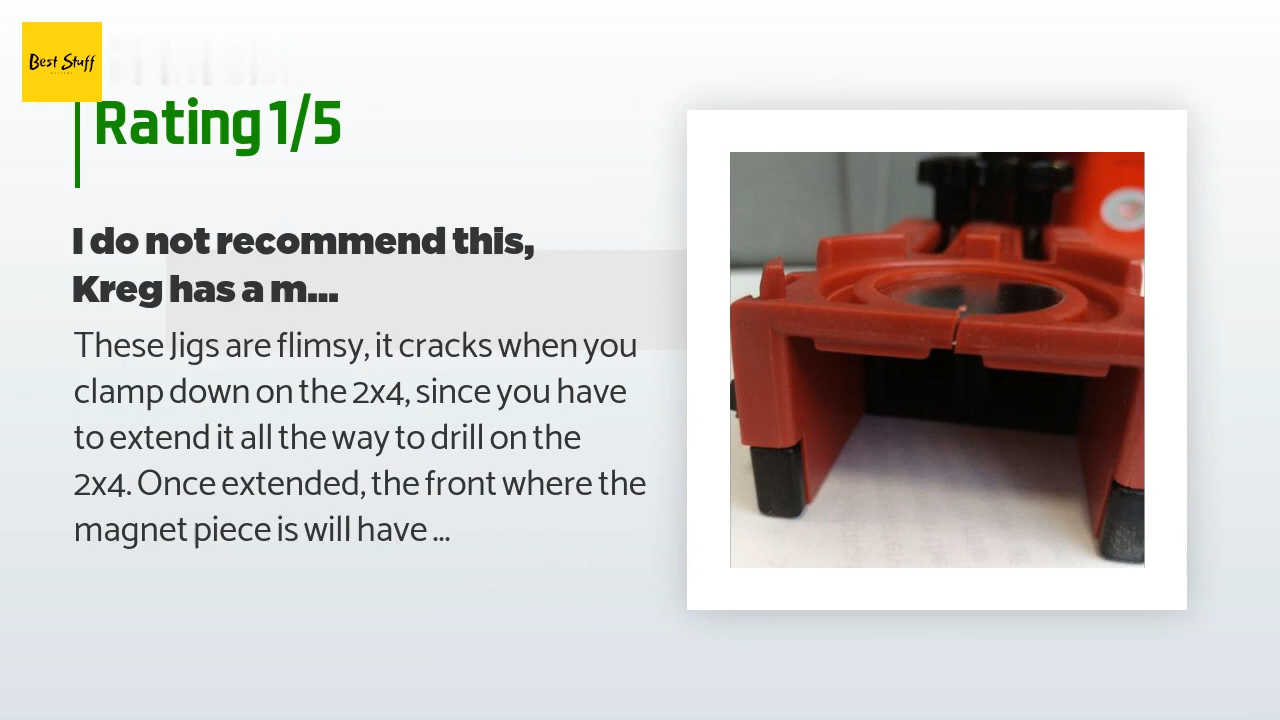 Best Stuff
Rating 1/5
I do not recommend this,
Kreg has a m...
These Jigs are flimsy, it cracks when you
clamp down on the 2x4, since you have
to extend it all the way to drill on the
2x4. Once extended, the front where the
magnet piece is will have ...